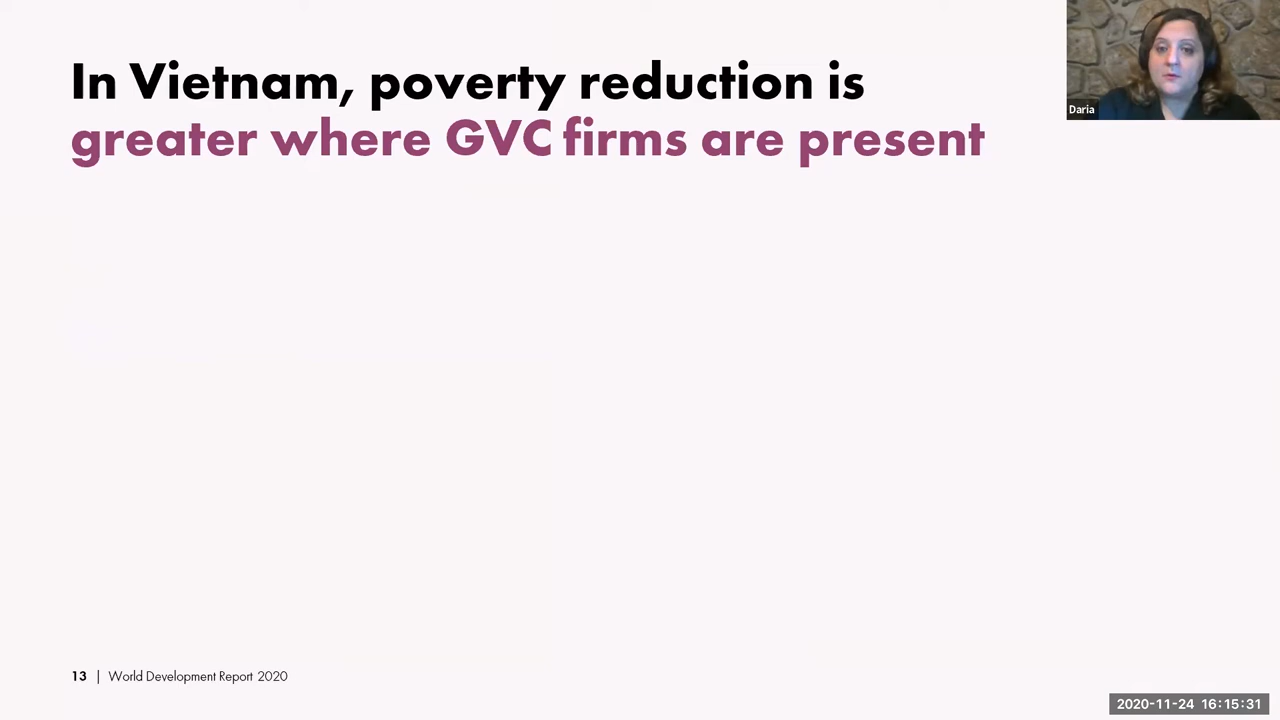 In Vietnam, poverty reduction is
greater where GVC firms are present
Daria
13 | World Development Report 2020
2020-11-24 16:15:31